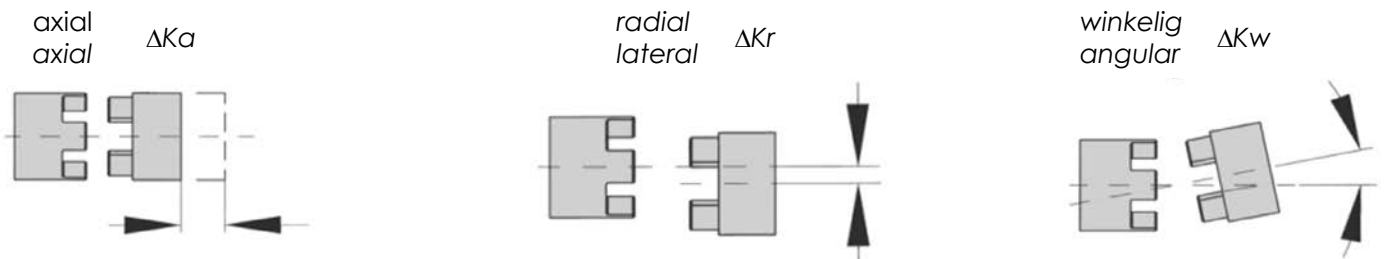 axial
axial
ΔKa
radial
lateral
ΔKr
winkelig
angular
ΔKw